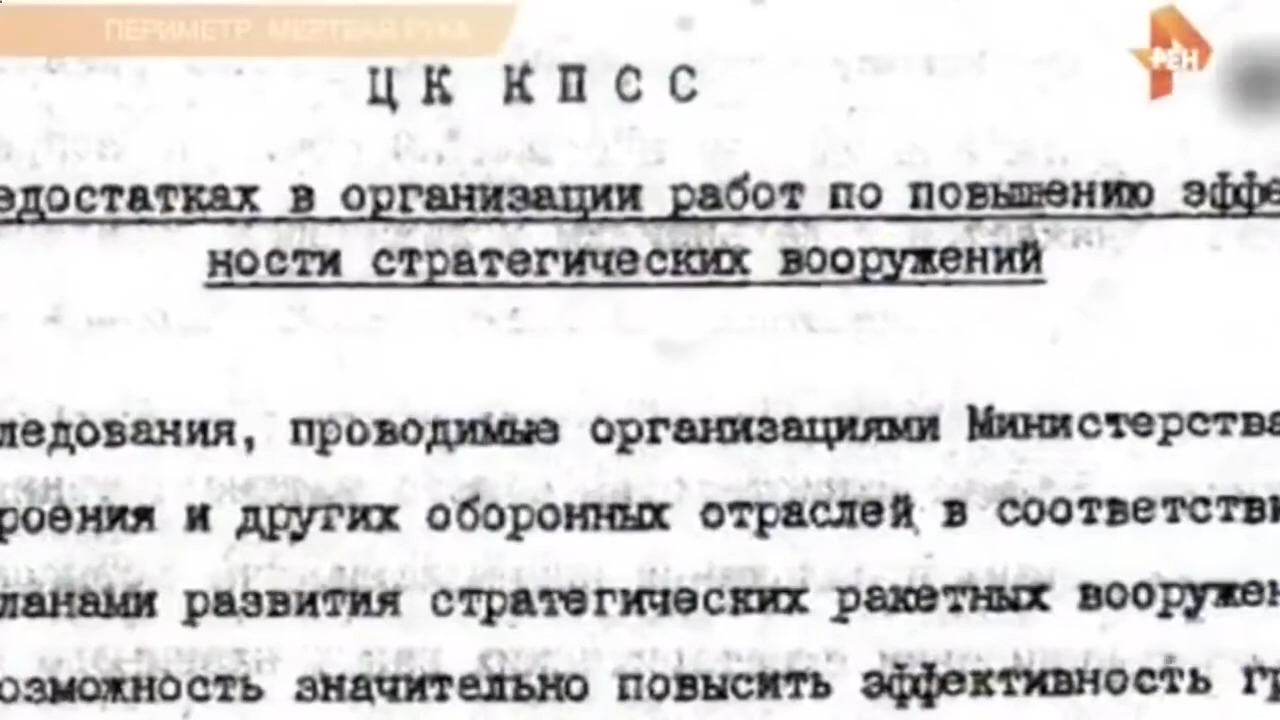 ПЕРИМЕТР. МЕРТВАЯ РУКА
РЕН
ЦК КПСС
едостатках в организации работ по повышению эффе
ности стратегических вооружений
ледования, проводимые организациями Министерства
роения и других оборонных отраслей в соответстви
ланами развития стратегических ракетных вооружен
озможность значительно повысить эффективность гр